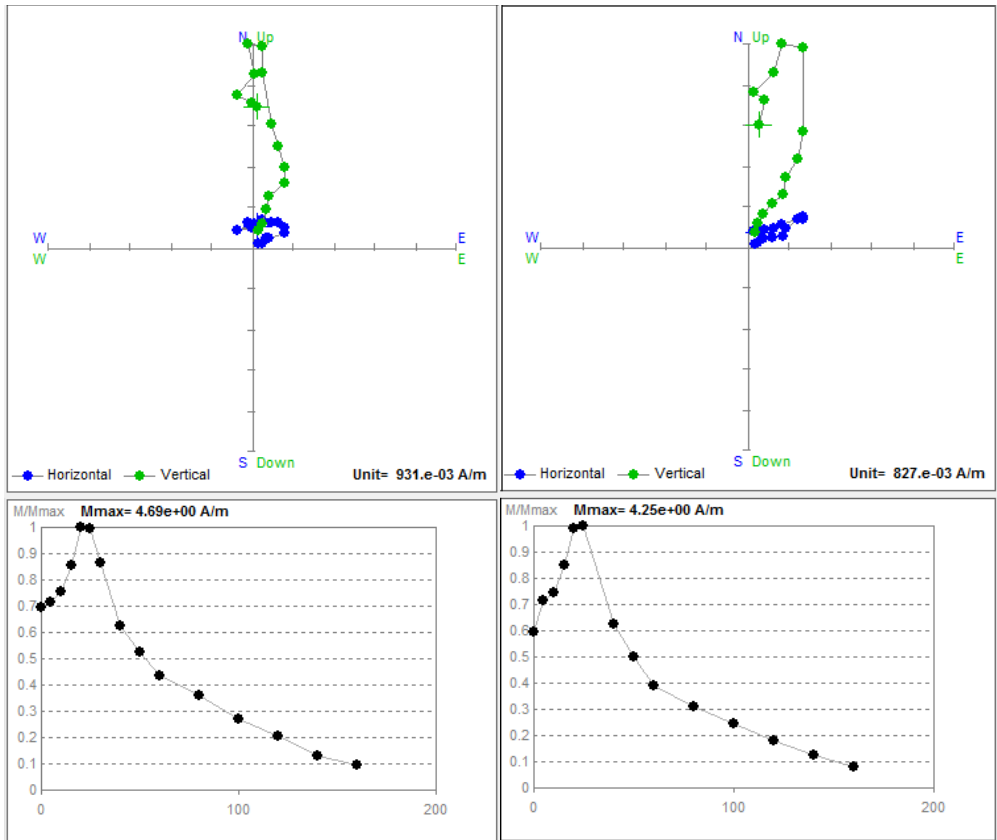 N Up
W E
W E
S Down
Horizontal Vertical Unit= 931.e-03 A/m
N Up
W E
W E
S Down
Horizontal Vertical Unit= 827.e-03 A/m
M/Mmax Mmax= 4.69e+00 A/m
1
0.9
0.8
0.7
0.6
0.5
0.4
0.3
0.2
0.1
0
0 100 200
M/Mmax Mmax= 4.25e+00 A/m
1
0.9
0.8
0.7
0.6
0.5
0.4
0.3
0.2
0.1
0
0 100 200